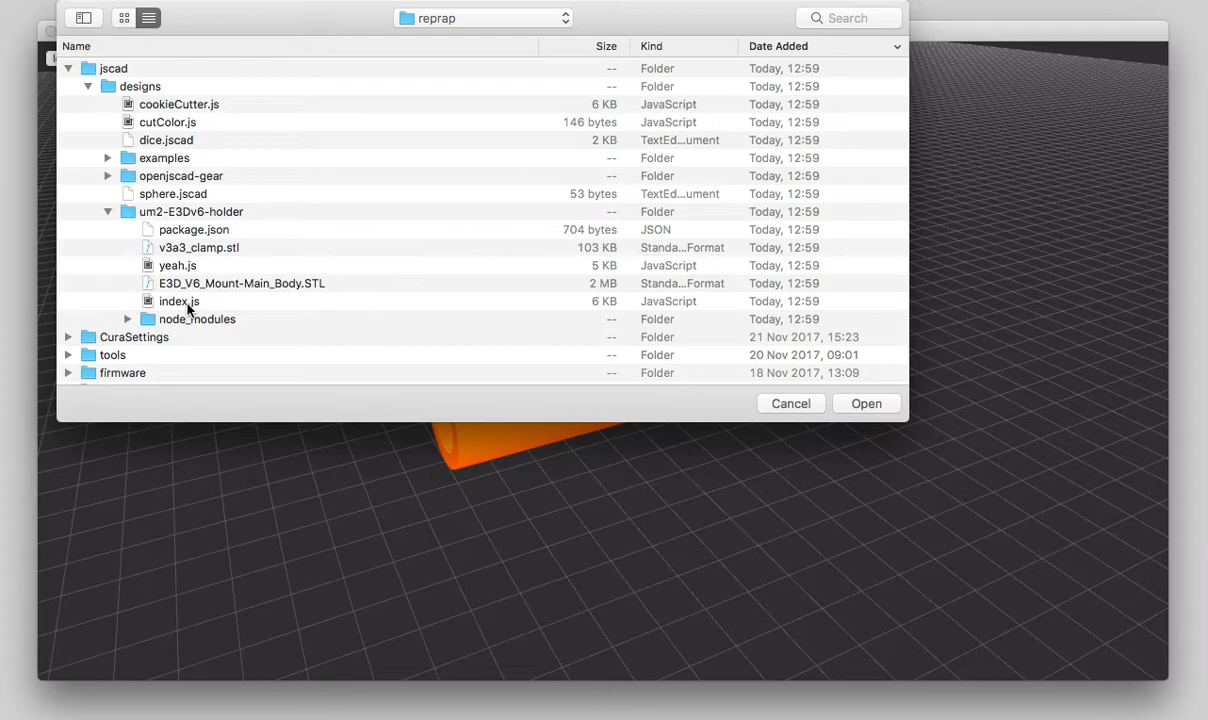 reprap
Search
Name Size Kind Date Added
jscad -- Folder Today, 12:59
designs -- Folder Today, 12:59
cookieCutter.js 6 KB JavaScript Today, 12:59
cutColor.js 146 bytes JavaScript Today, 12:59
dice.jscad 2 KB TextEd...ument Today, 12:59
examples -- Folder Today, 12:59
openjscad-gear -- Folder Today, 12:59
sphere.jscad 53 bytes TextEd...ument Today, 12:59
um2-E3Dv6-holder -- Folder Today, 12:59
package.json 704 bytes JSON Today, 12:59
v3a3_clamp.stl 103 KB Standa...Format Today, 12:59
yeah.js 5 KB JavaScript Today, 12:59
E3D_V6_Mount-Main_Body.STL 2 MB Standa...Format Today, 12:59
index.js 6 KB JavaScript Today, 12:59
node_modules -- Folder Today, 12:59
CuraSettings -- Folder 21 Nov 2017, 15:23
tools -- Folder 20 Nov 2017, 09:01
firmware -- Folder 18 Nov 2017, 13:09
Cancel Open